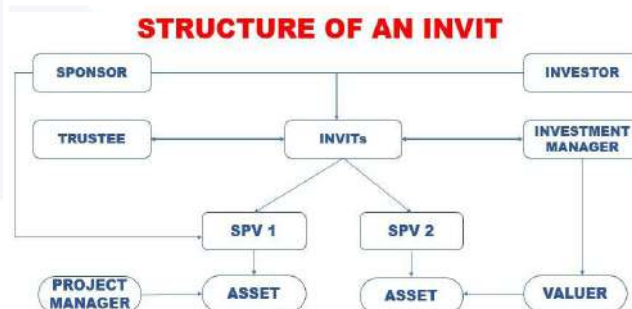 STRUCTURE OF AN INVIT
SPONSOR
INVESTOR
TRUSTEE
INVITs
INVESTMENT
MANAGER
SPV 1
SPV 2
PROJECT
MANAGER
ASSET
ASSET
VALUER